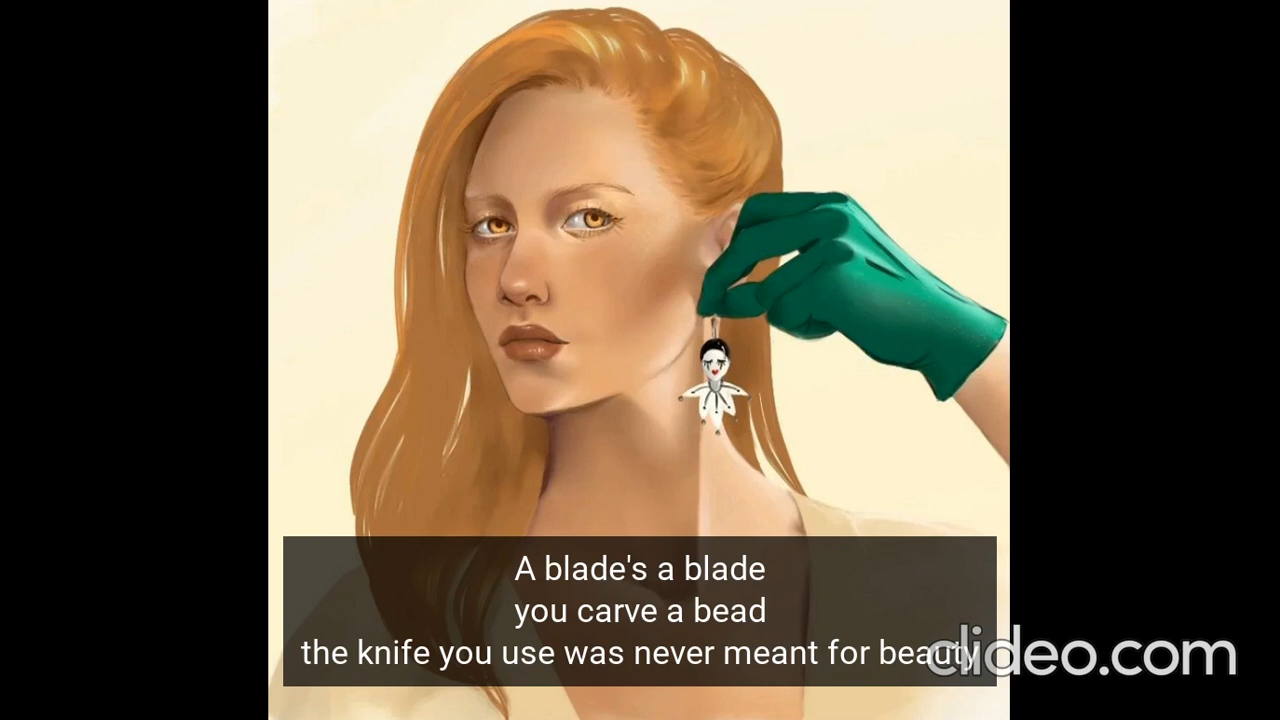 A blade's a blade
you carve a bead
the knife you use was never meant for beauty
clideo.com